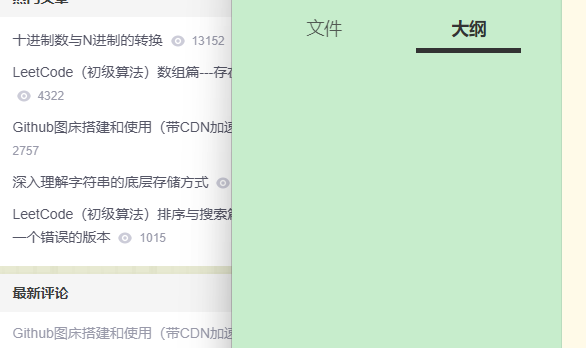 十进制数与N进制的转换 13152
LeetCode（初级算法）数组篇---存
4322
Github图床搭建和使用（带CDN加速
2757
深入理解字符串的底层存储方式
LeetCode（初级算法）排序与搜索
一个错误的版本 1015
最新评论
Github图床搭建和使用（带CDN加速
文件
大纲